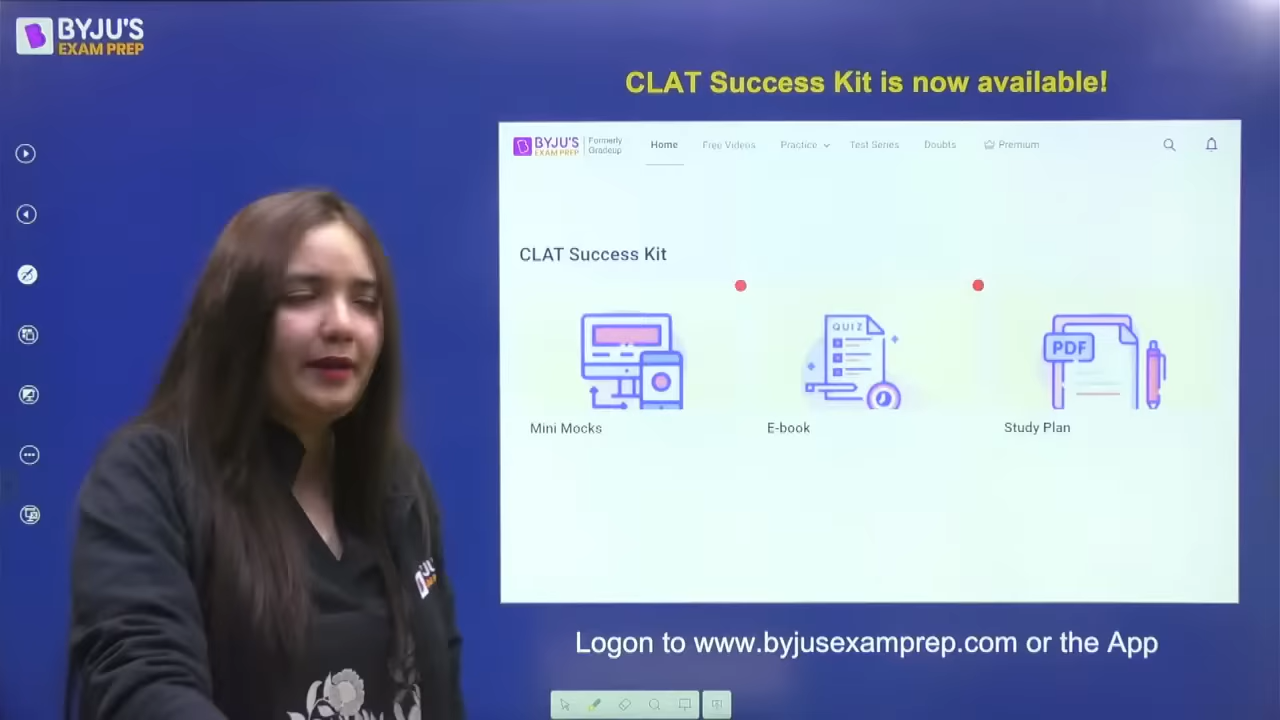 BYJU'S
EXAM PREP
CLAT Success Kit is now available!
BYJU'S
EXAM PREP
Formerly
Gradeup
Home
Free Videos
Practice
Test Series
Doubts
Premium
CLAT Success Kit
QUIZ
PDF
Mini Mocks
E-book
Study Plan
Logon to www.byjusexamprep.com or the App